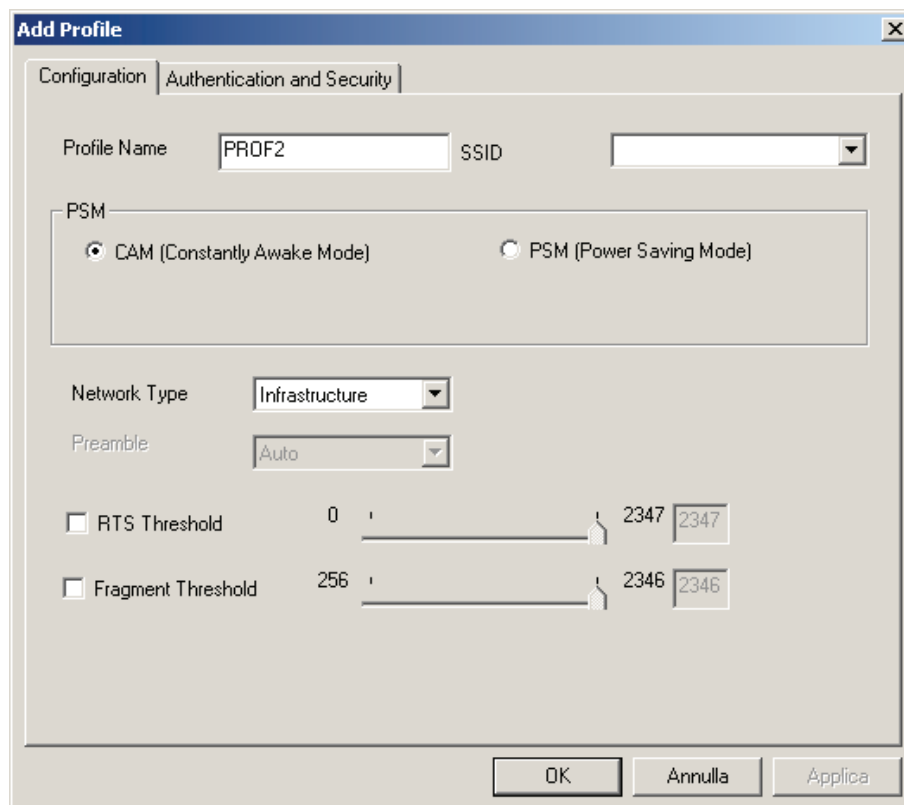 Add Profile
Configuration Authentication and Security
Profile Name PROF2 SSID
PSM
CAM (Constantly Awake Mode) PSM (Power Saving Mode)
Network Type Infrastructure
Preamble Auto
RTS Threshold 0 2347 2347
Fragment Threshold 256 2346 2346
OK Annulla Applica